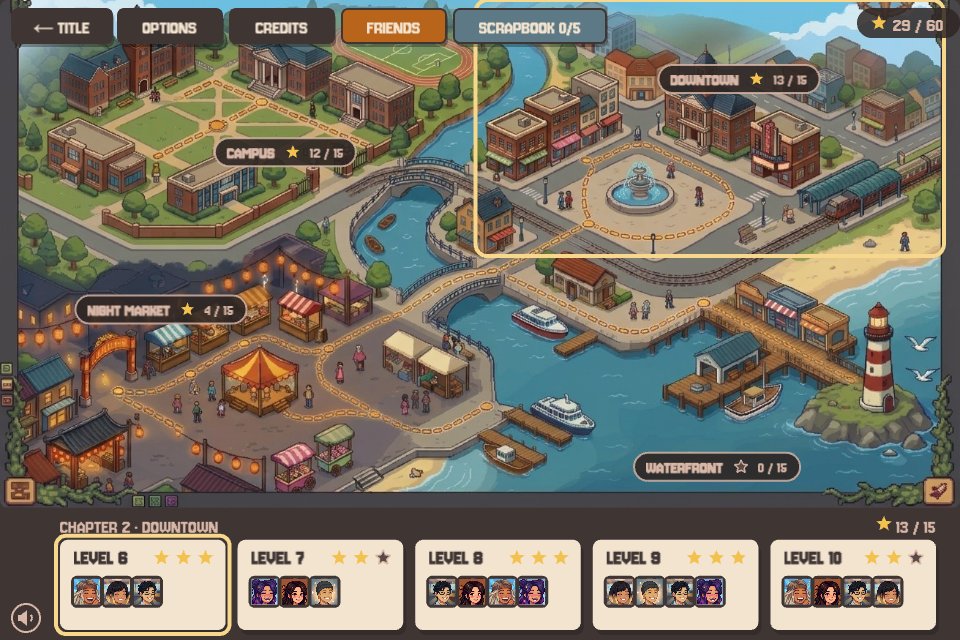 ← TITLE
OPTIONS
CREDITS
FRIENDS
SCRAPBOOK 0/5
29 / 60
DOWNTOWN 13 / 15
CAMPUS 12 / 15
NIGHT MARKET 4 / 15
WATERFRONT 0 / 15
CHAPTER 2 · DOWNTOWN
13 / 15
LEVEL 6
LEVEL 7
LEVEL 8
LEVEL 9
LEVEL 10